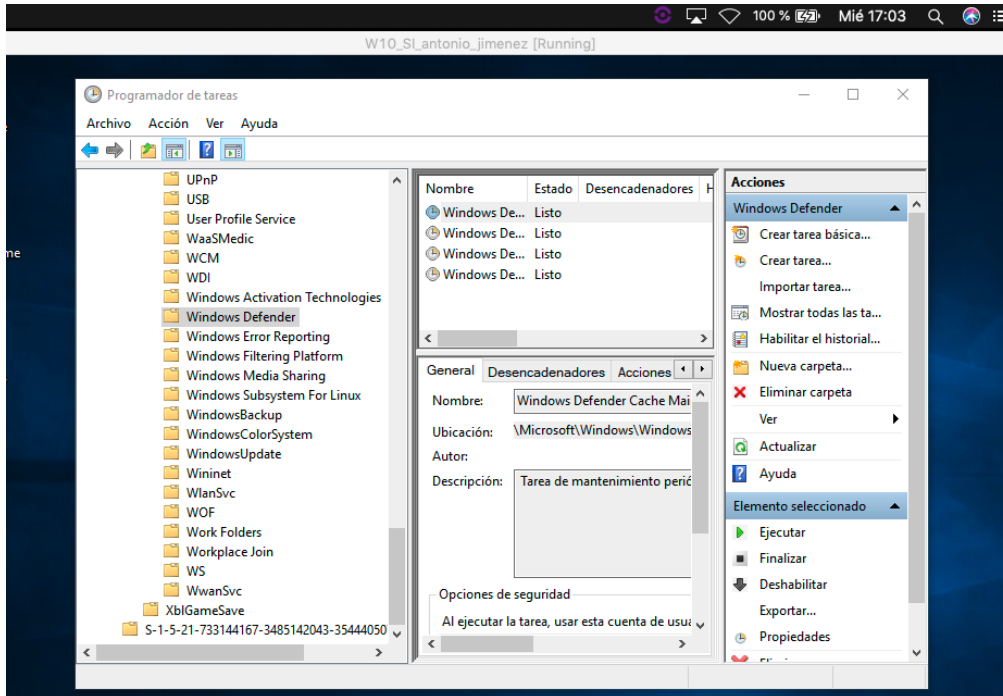 100 % Mié 17:03
W10_SI_antonio_jimenez [Running]
Programador de tareas
Archivo Acción Ver Ayuda
UPnP
USB
User Profile Service
WaaSMedic
WCM
WDI
Windows Activation Technologies
Windows Defender
Windows Error Reporting
Windows Filtering Platform
Windows Media Sharing
Windows Subsystem For Linux
WindowsBackup
WindowsColorSystem
WindowsUpdate
Wininet
WlanSvc
WOF
Work Folders
Workplace Join
WS
WwanSvc
XblGameSave
S-1-5-21-733144167-3485142043-35444050
Nombre Estado Desencadenadores H
Windows De... Listo
Windows De... Listo
Windows De... Listo
Windows De... Listo
General Desencadenadores Acciones
Nombre: Windows Defender Cache Mai
Ubicación: \Microsoft\Windows\Windows
Autor:
Descripción: Tarea de mantenimiento perió
Opciones de seguridad
Al ejecutar la tarea, usar esta cuenta de usua
Acciones
Windows Defender
Crear tarea básica...
Crear tarea...
Importar tarea...
Mostrar todas las ta...
Habilitar el historial...
Nueva carpeta...
Eliminar carpeta
Ver
Actualizar
Ayuda
Elemento seleccionado
Ejecutar
Finalizar
Deshabilitar
Exportar...
Propiedades
me